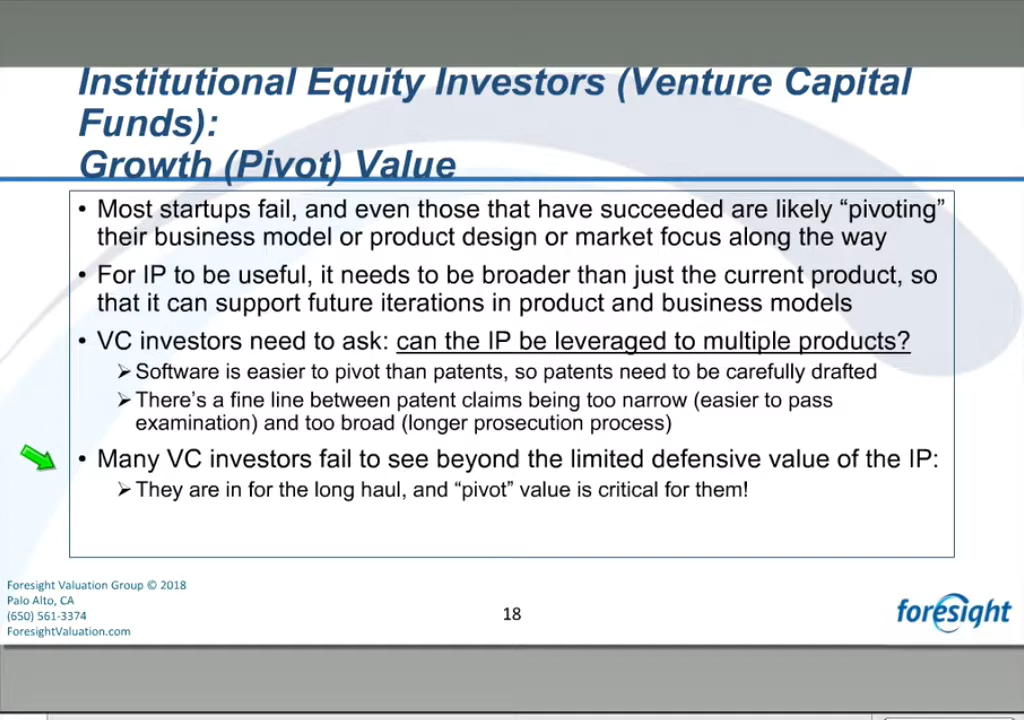 Institutional Equity Investors (Venture Capital
Funds):
Growth (Pivot) Value
• Most startups fail, and even those that have succeeded are likely “pivoting”
their business model or product design or market focus along the way
• For IP to be useful, it needs to be broader than just the current product, so
that it can support future iterations in product and business models
• VC investors need to ask: can the IP be leveraged to multiple products?
➢ Software is easier to pivot than patents, so patents need to be carefully drafted
➢ There’s a fine line between patent claims being too narrow (easier to pass
examination) and too broad (longer prosecution process)
• Many VC investors fail to see beyond the limited defensive value of the IP:
➢ They are in for the long haul, and “pivot” value is critical for them!
Foresight Valuation Group © 2018
Palo Alto, CA
(650) 561-3374
ForesightValuation.com
18
foresight